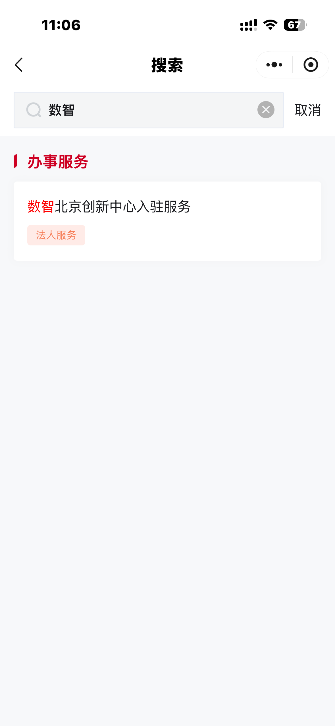 11:06
67
搜索
数智
取消
办事服务
数智北京创新中心入驻服务
法人服务